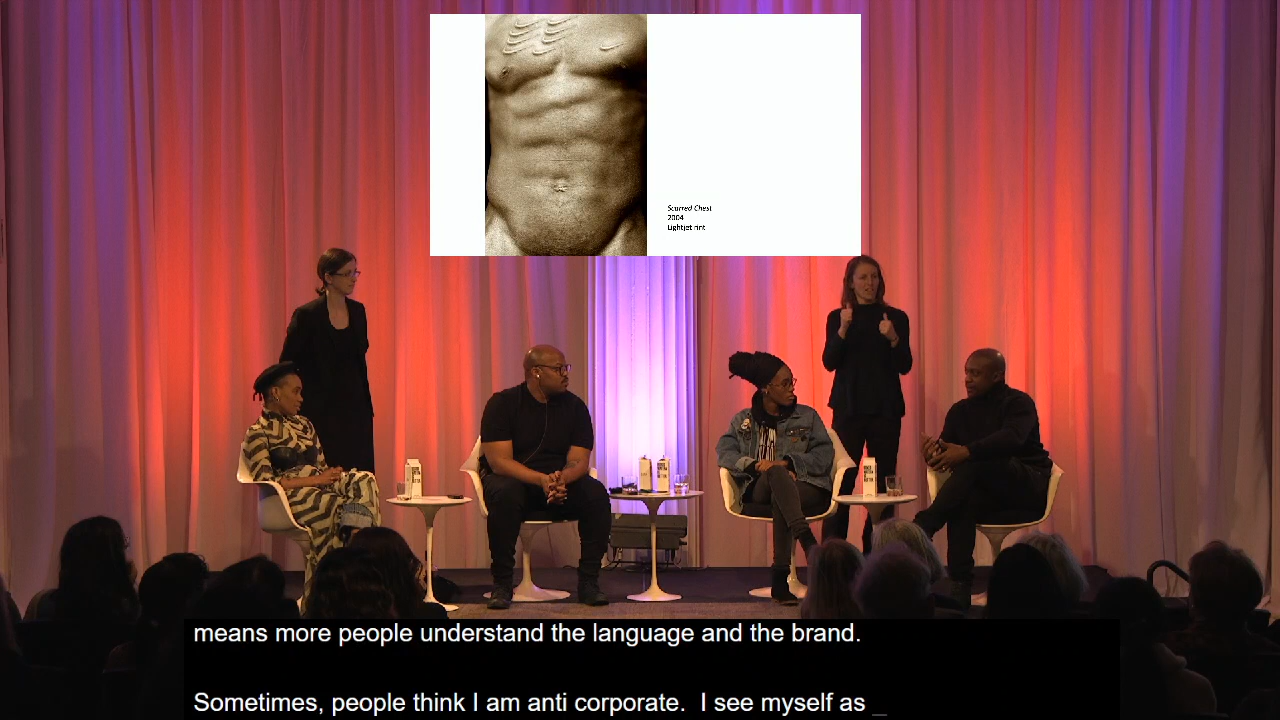 Scarred Chest
2004
Lightjet rint
means more people understand the language and the brand.
Sometimes, people think I am anti corporate.  I see myself as _